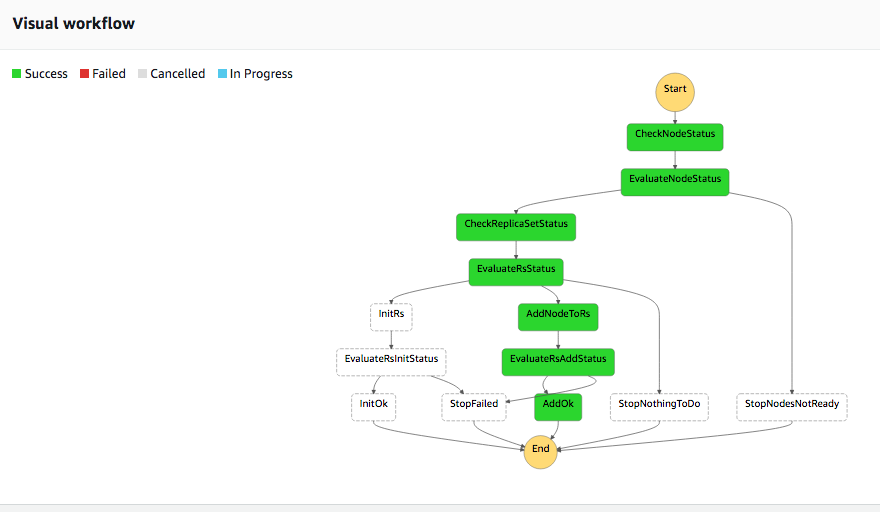 Visual workflow
Success Failed Cancelled In Progress
Start
CheckNodeStatus
EvaluateNodeStatus
CheckReplicaSetStatus
EvaluateRsStatus
InitRs AddNodeToRs
EvaluateRsInitStatus EvaluateRsAddStatus
InitOk StopFailed AddOk StopNothingToDo StopNodesNotReady
End